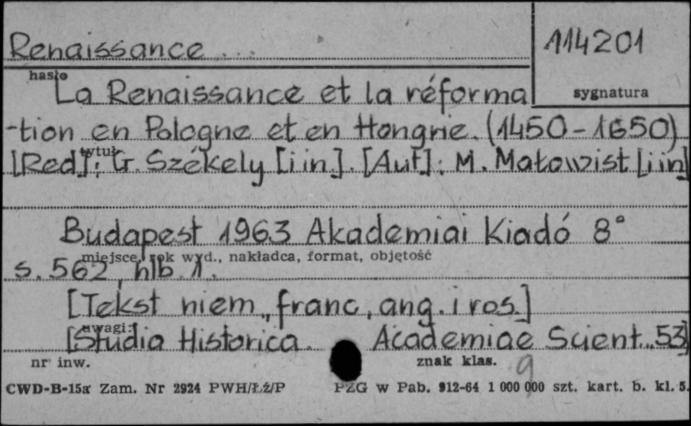 Renaissance ...
114201
hasło
sygnatura
La Renaissance et la réforma
-tion en Pologne et en Hongrie. (1450-1650)
tytuł
[Red]: G. Székely [i in]. [Aut]: M. Małowist [i in]
Budapest 1963 Akademiai Kiadó 8°
miejsce, rok wyd., nakładca, format, objętość
s. 562, nlb 1.
[Tekst niem., franc., ang. i ros.]
uwagi:
[Studia Historica. Academiae Scient. 53]
nr inw.
znak klas.
9
CWD-B-15a Zam. Nr 2924 PWH/Łż/P
PZG w Pab. 912-64 1 000 000 szt. kart. b. kl. 5.